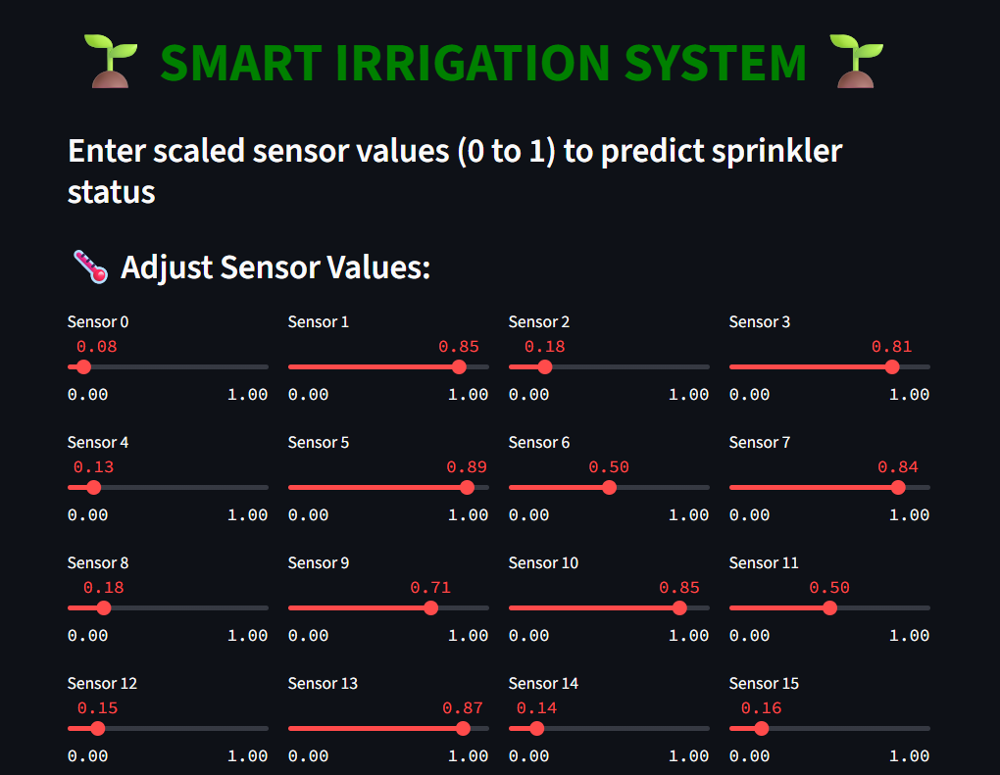 SMART IRRIGATION SYSTEM
Enter scaled sensor values (0 to 1) to predict sprinkler
status
Adjust Sensor Values:
Sensor 0 Sensor 1 Sensor 2 Sensor 3
0.08 0.85 0.18 0.81
0.00 1.00 0.00 1.00 0.00 1.00 0.00 1.00
Sensor 4 Sensor 5 Sensor 6 Sensor 7
0.13 0.89 0.50 0.84
0.00 1.00 0.00 1.00 0.00 1.00 0.00 1.00
Sensor 8 Sensor 9 Sensor 10 Sensor 11
0.18 0.71 0.85 0.50
0.00 1.00 0.00 1.00 0.00 1.00 0.00 1.00
Sensor 12 Sensor 13 Sensor 14 Sensor 15
0.15 0.87 0.14 0.16
0.00 1.00 0.00 1.00 0.00 1.00 0.00 1.00